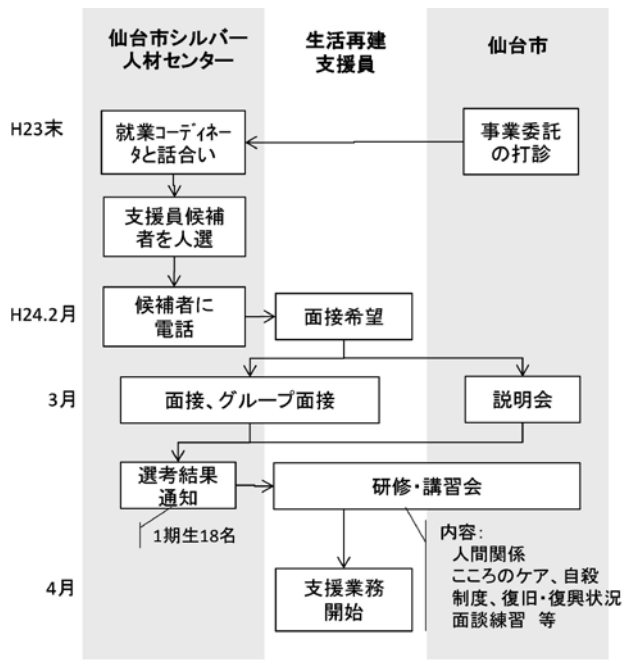 仙台市シルバー
人材センター
生活再建
支援員
仙台市
H23末
就業コーディネー
タと話合い
事業委託
の打診
支援員候補
者を人選
H24.2月
候補者に
電話
面接希望
3月
面接、グループ面接
説明会
選考結果
通知
研修・講習会
1期生18名
内容：
人間関係
こころのケア、自殺
制度、復旧・復興状況
面談練習 等
4月
支援業務
開始